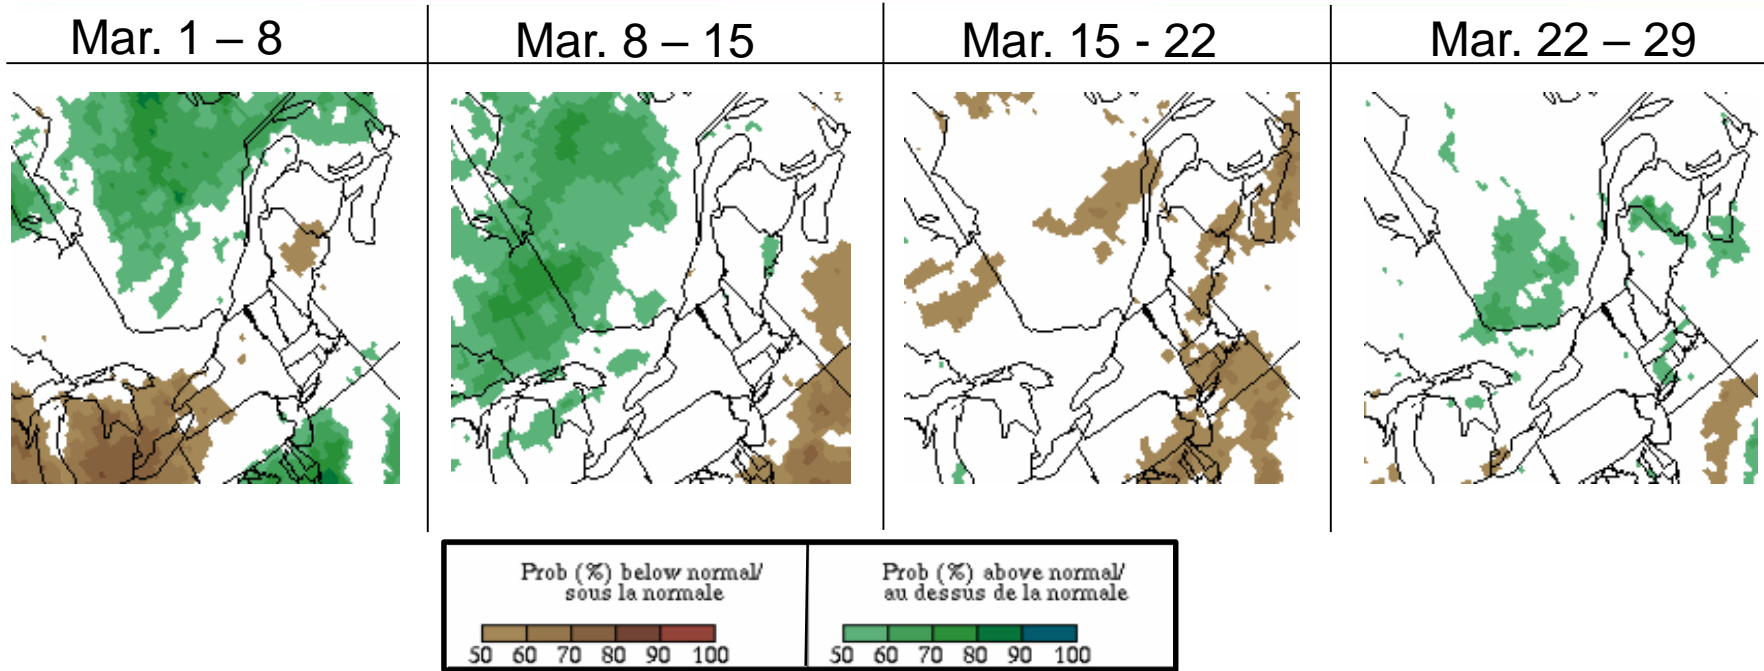 Mar. 1 – 8
Mar. 8 – 15
Mar. 15 - 22
Mar. 22 – 29
Prob (%) below normal/
sous la normale
50 60 70 80 90 100
Prob (%) above normal/
au dessus de la normale
50 60 70 80 90 100